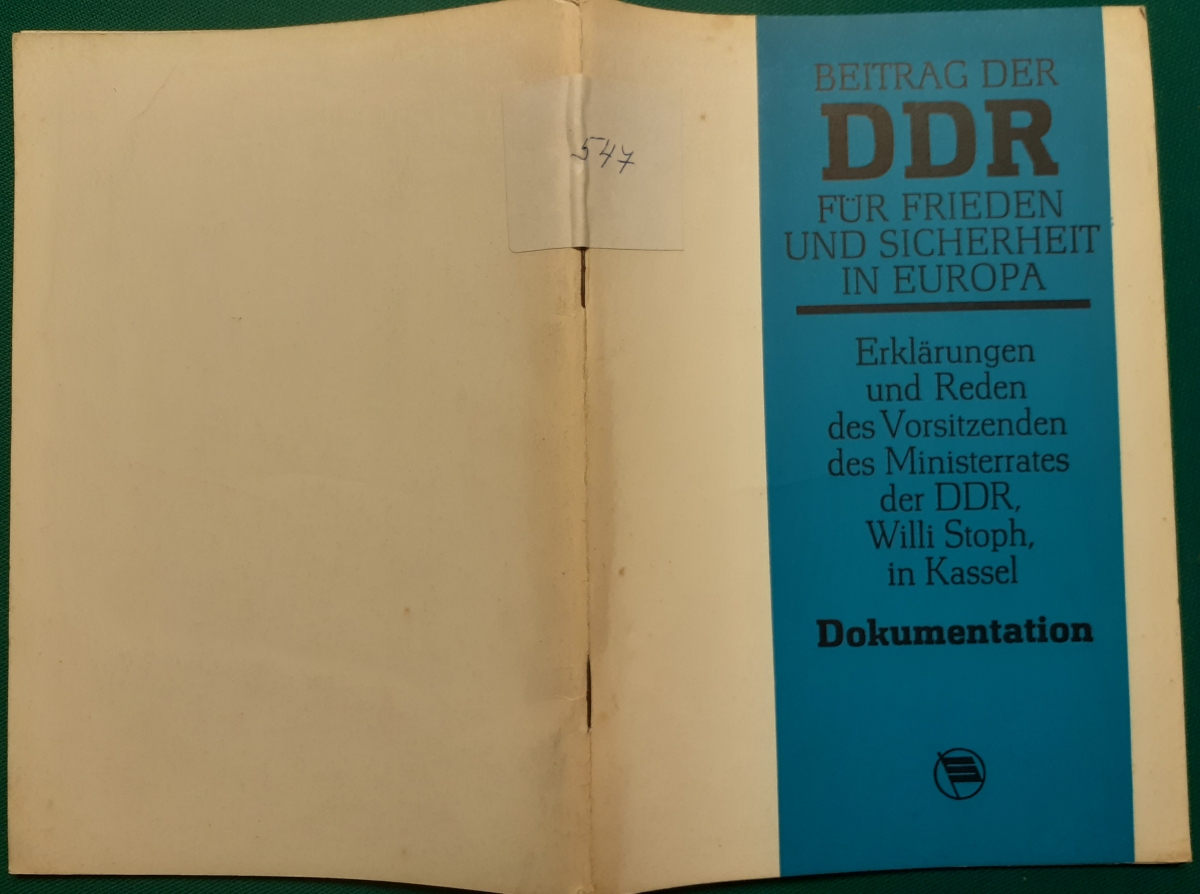 547
BEITRAG DER
DDR
FÜR FRIEDEN
UND SICHERHEIT
IN EUROPA
Erklärungen
und Reden
des Vorsitzenden
des Ministerrates
der DDR,
Willi Stoph,
in Kassel
Dokumentation